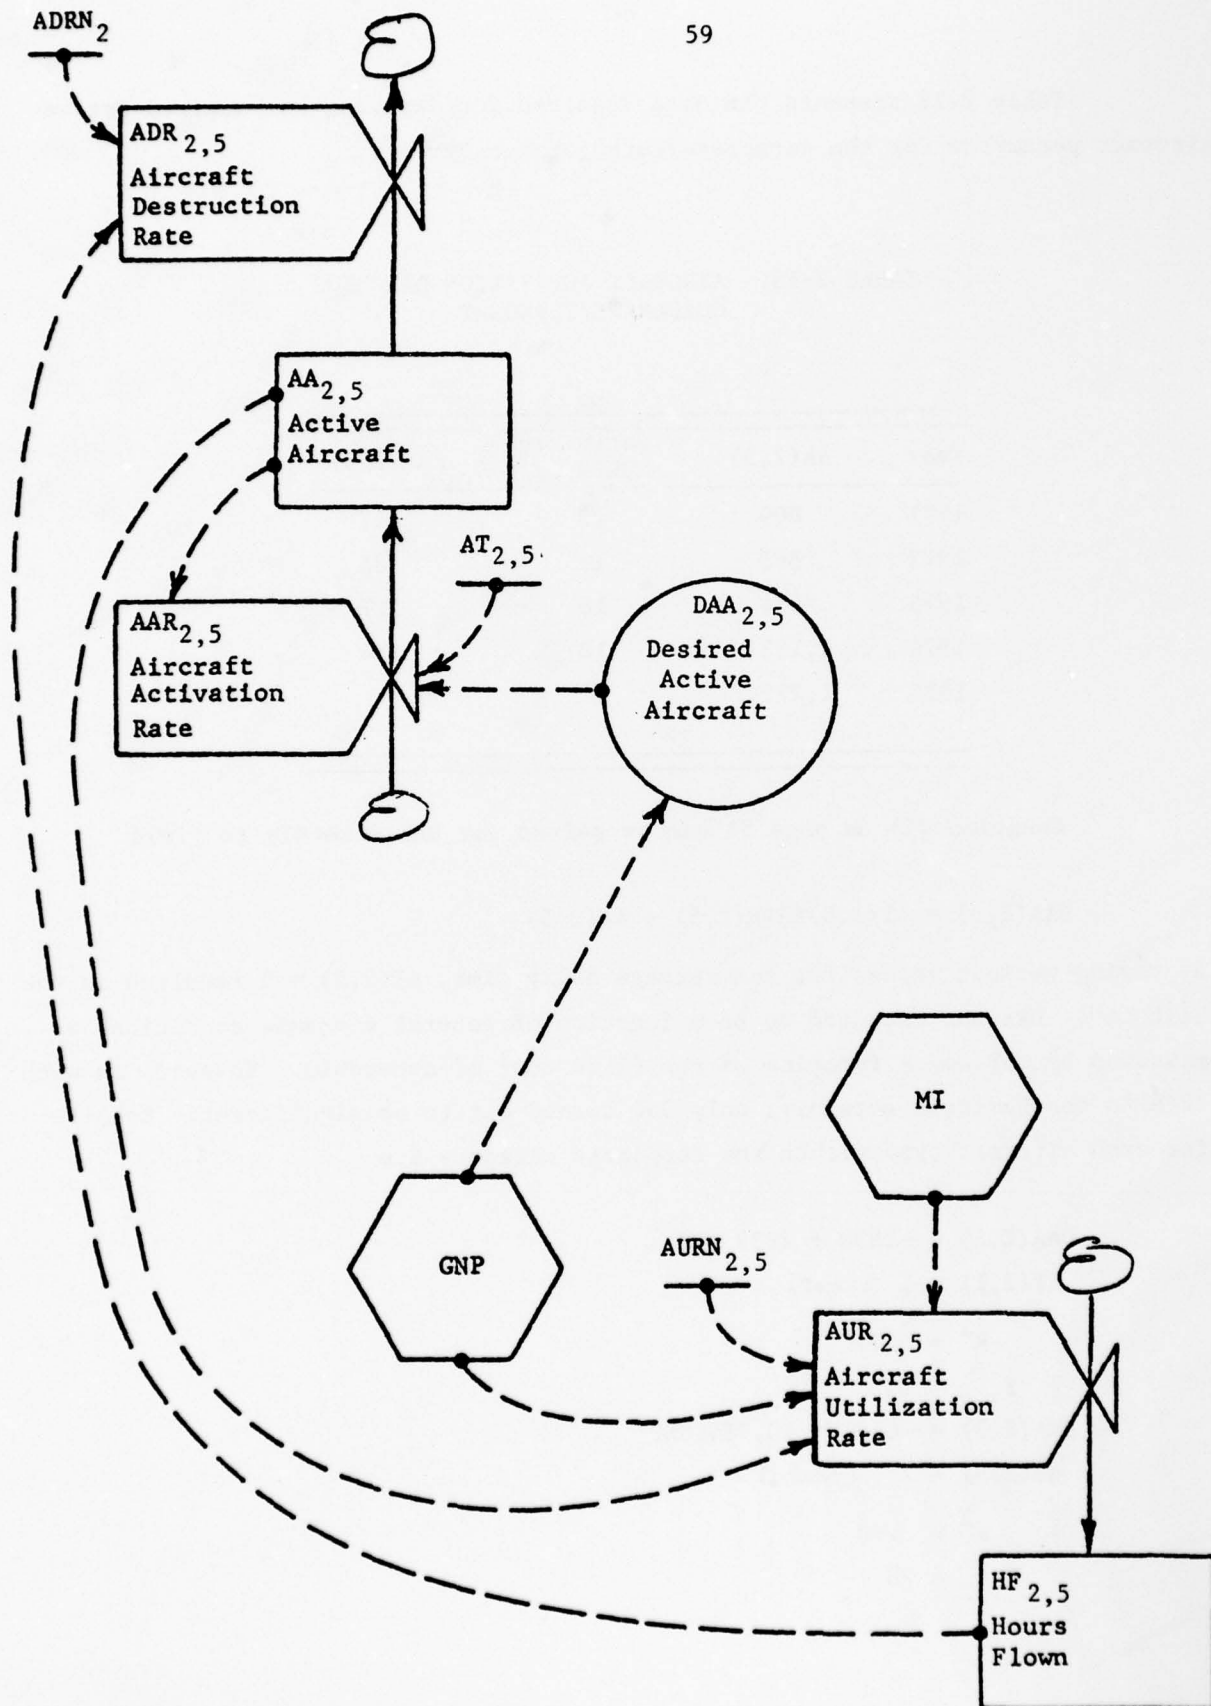 59
ADRN2
ADR2,5
Aircraft
Destruction
Rate
AA2,5
Active
Aircraft
AT2,5
AAR2,5
Aircraft
Activation
Rate
DAA2,5
Desired
Active
Aircraft
MI
GNP
AURN2,5
AUR2,5
Aircraft
Utilization
Rate
HF2,5
Hours
Flown